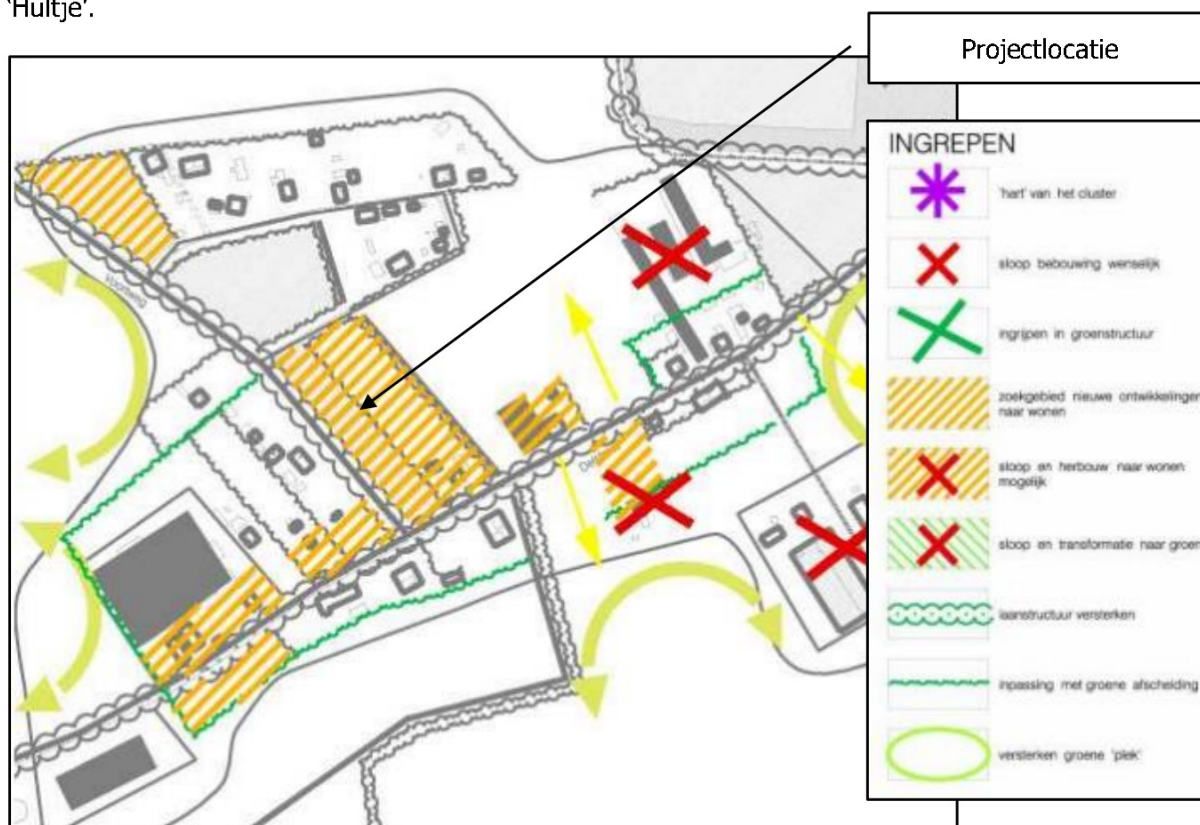 'Hultje'.
Projectlocatie
INGREPEN
'hart' van het cluster
sloop bebouwing wenselijk
ingrijpen in groenstructuur
zoekgebied nieuwe ontwikkelingen
naar wonen
sloop en herbouw naar wonen
mogelijk
sloop en transformatie naar groen
laanstructuur versterken
inpassing met groene afscheiding
versterken groene 'plek'